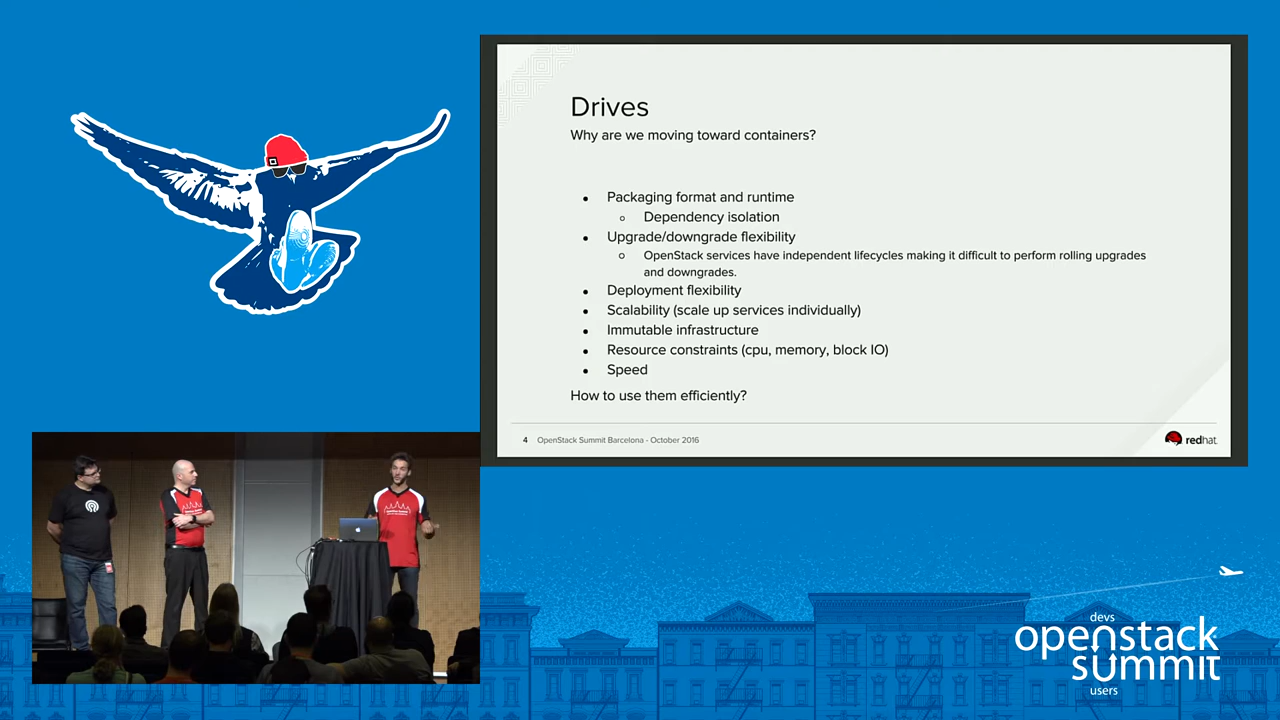 Drives
Why are we moving toward containers?
● Packaging format and runtime
○ Dependency isolation
● Upgrade/downgrade flexibility
○ OpenStack services have independent lifecycles making it difficult to perform rolling upgrades
and downgrades.
● Deployment flexibility
● Scalability (scale up services individually)
● Immutable infrastructure
● Resource constraints (cpu, memory, block IO)
● Speed
How to use them efficiently?
4 OpenStack Summit Barcelona - October 2016
redhat.
devs
openstack
summit
users